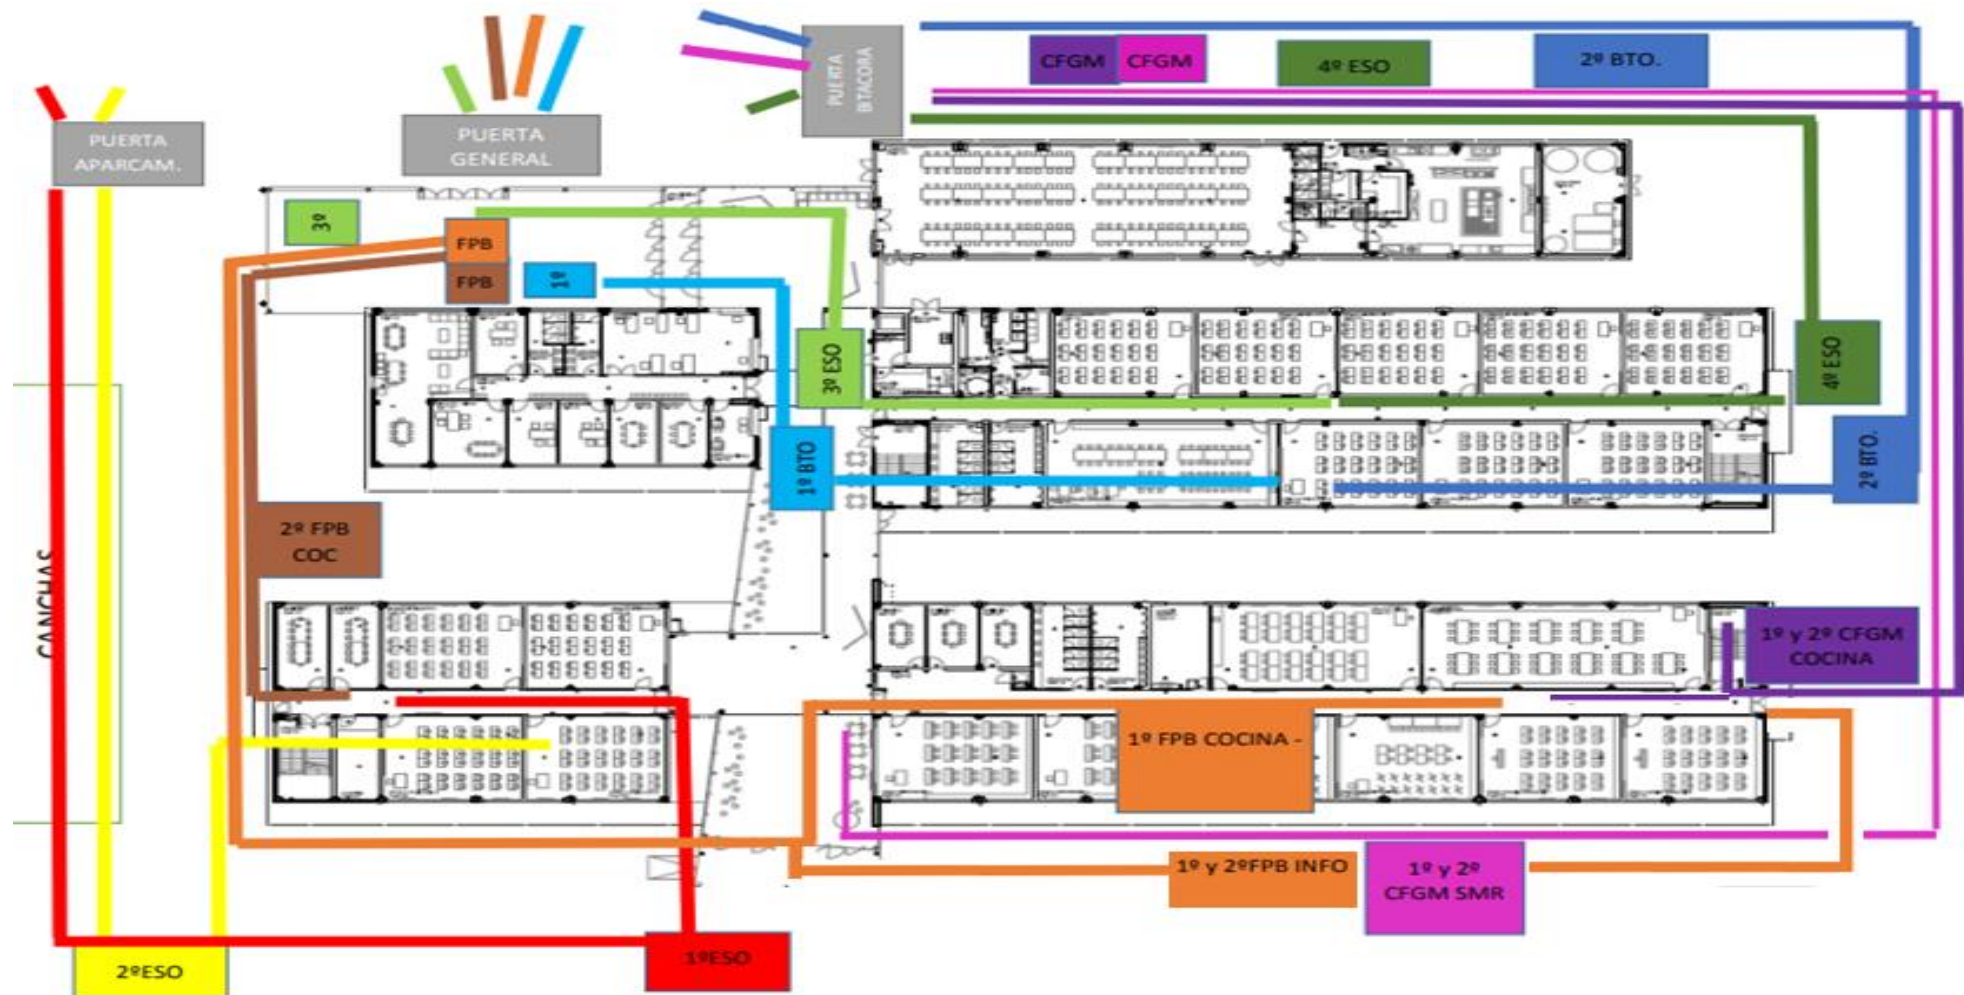 PUERTA
APARCAM.
PUERTA
GENERAL
PUERTA
BITACORA
CFGM
CFGM
4º ESO
2º BTO.
3º
FPB
FPB
1º
3º ESO
4º ESO
1º BTO
2º BTO.
2º FPB
COC
CANCHAS
1º y 2º CFGM
COCINA
1º FPB COCINA -
1º y 2ºFPB INFO
1º y 2º
CFGM SMR
2ºESO
1ºESO